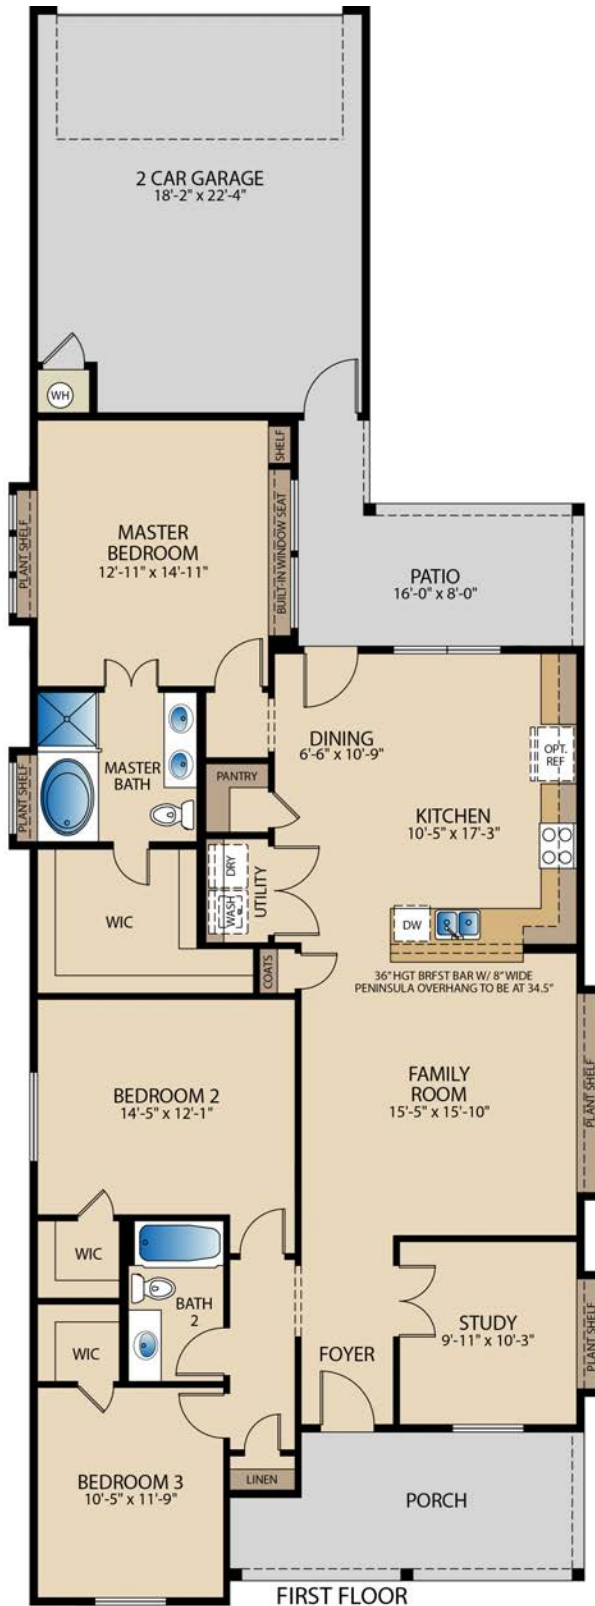 2 CAR GARAGE
18'-2" x 22'-4"
WH
SHELF
MASTER
BEDROOM
12'-11" x 14'-11"
PLANT SHELF
BUILT-IN WINDOW SEAT
PATIO
16'-0" x 8'-0"
DINING
6'-6" x 10'-9"
OPT.
REF
MASTER
BATH
PLANT SHELF
PANTRY
KITCHEN
10'-5" x 17'-3"
DRY
WASH
UTILITY
WIC
DW
COATS
36" HGT BRFST BAR W/ 8" WIDE
PENINSULA OVERHANG TO BE AT 34.5"
FAMILY
ROOM
15'-5" x 15'-10"
PLANT SHELF
BEDROOM 2
14'-5" x 12'-1"
WIC
BATH
2
STUDY
9'-11" x 10'-3"
PLANT SHELF
WIC
FOYER
BEDROOM 3
10'-5" x 11'-9"
LINEN
PORCH
FIRST FLOOR